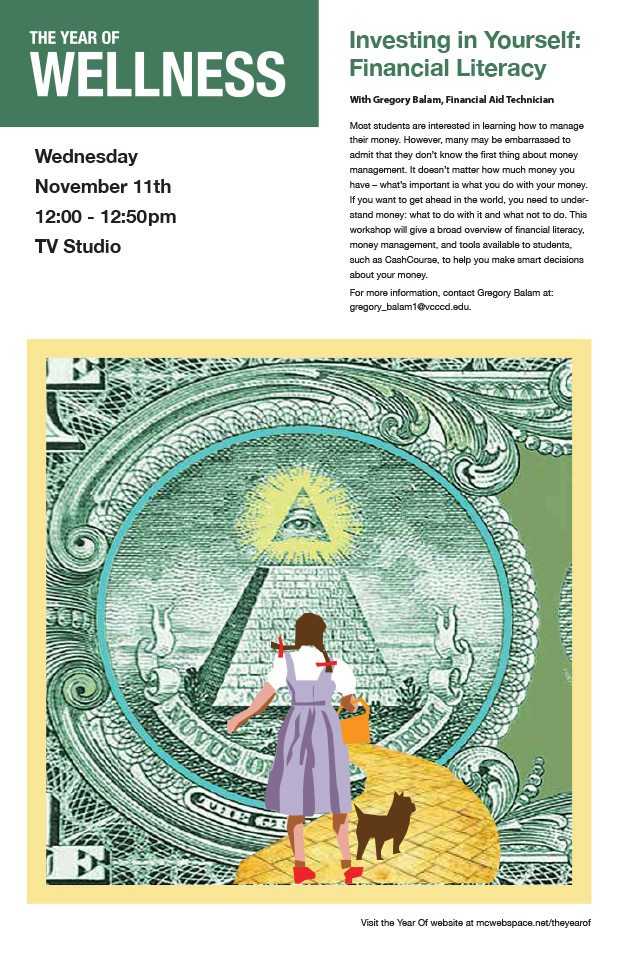 THE YEAR OF
WELLNESS
Wednesday
November 11th
12:00 - 12:50pm
TV Studio
Investing in Yourself:
Financial Literacy
With Gregory Balam, Financial Aid Technician
Most students are interested in learning how to manage
their money. However, many may be embarrassed to
admit that they don't know the first thing about money
management. It doesn't matter how much money you
have – what's important is what you do with your money.
If you want to get ahead in the world, you need to under-
stand money: what to do with it and what not to do. This
workshop will give a broad overview of financial literacy,
money management, and tools available to students,
such as CashCourse, to help you make smart decisions
about your money.
For more information, contact Gregory Balam at:
gregory_balam1@vcccd.edu.
E
NOVUS
THE
E
Visit the Year Of website at mcwebspace.net/theyearof